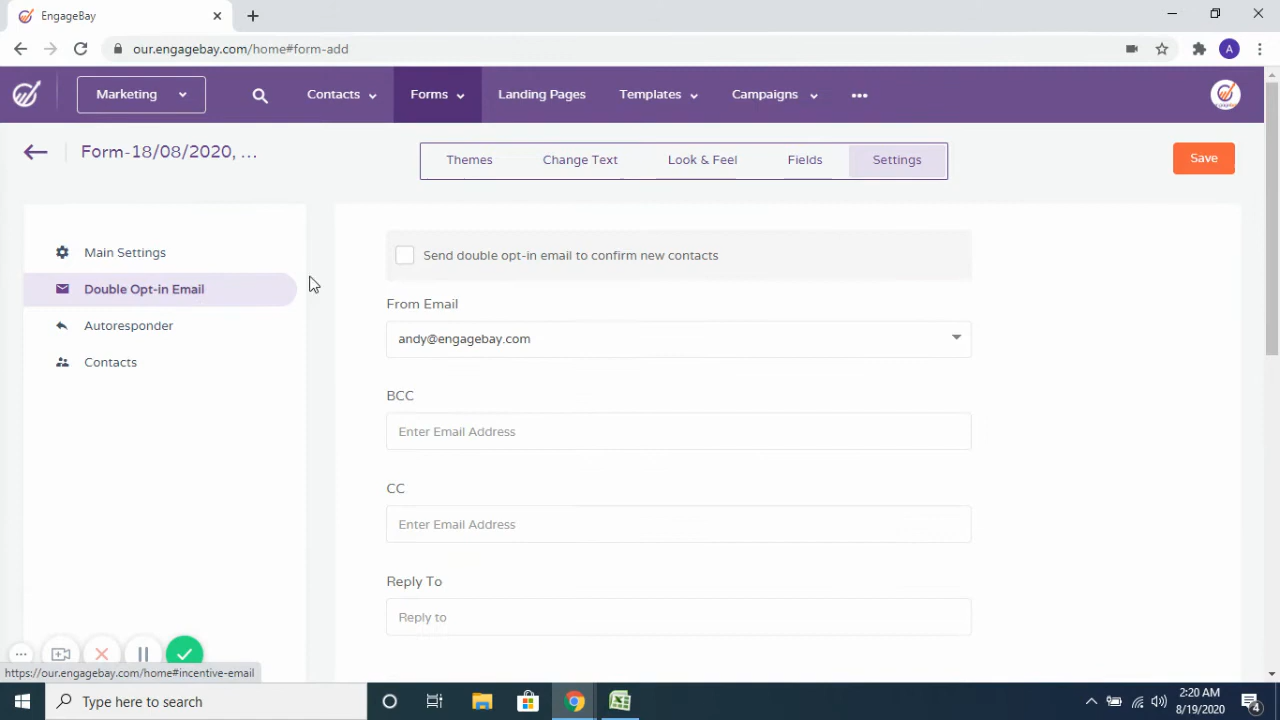 EngageBay
our.engagebay.com/home#form-add
A
Marketing
Contacts
Forms
Landing Pages
Templates
Campaigns
Form-18/08/2020, ...
Themes
Change Text
Look & Feel
Fields
Settings
Save
Main Settings
Double Opt-in Email
Autoresponder
Contacts
Send double opt-in email to confirm new contacts
From Email
andy@engagebay.com
BCC
Enter Email Address
CC
Enter Email Address
Reply To
Reply to
https://our.engagebay.com/home#incentive-email
Type here to search
2:20 AM
8/19/2020
4